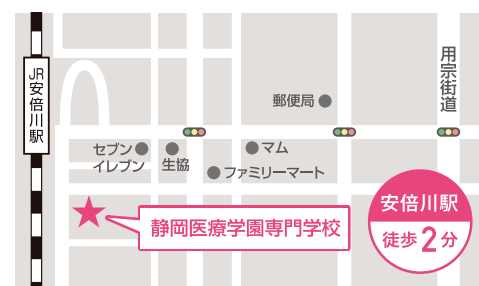 JR安倍川駅
用宗街道
郵便局
セブン
イレブン
生協
マム
ファミリーマート
静岡医療学園専門学校
安倍川駅
徒歩2分